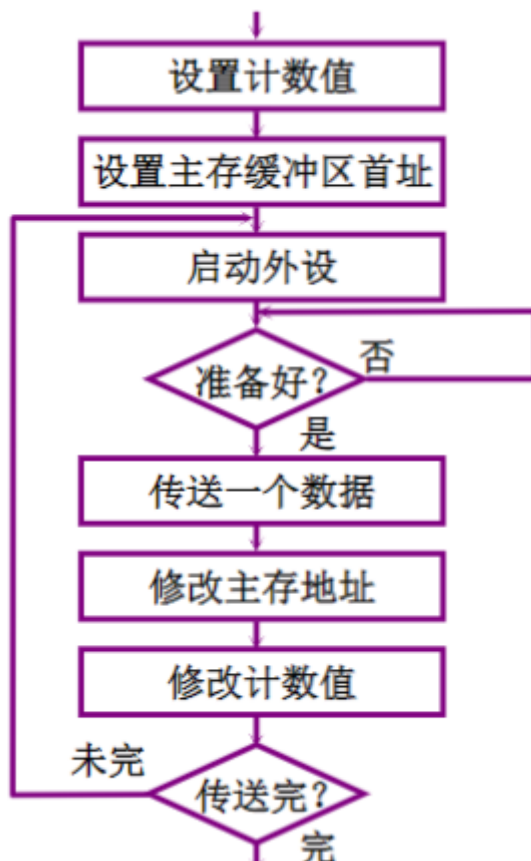 设置计数值
设置主存缓冲区首址
启动外设
否
准备好?
是
传送一个数据
修改主存地址
修改计数值
未完
传送完?
完